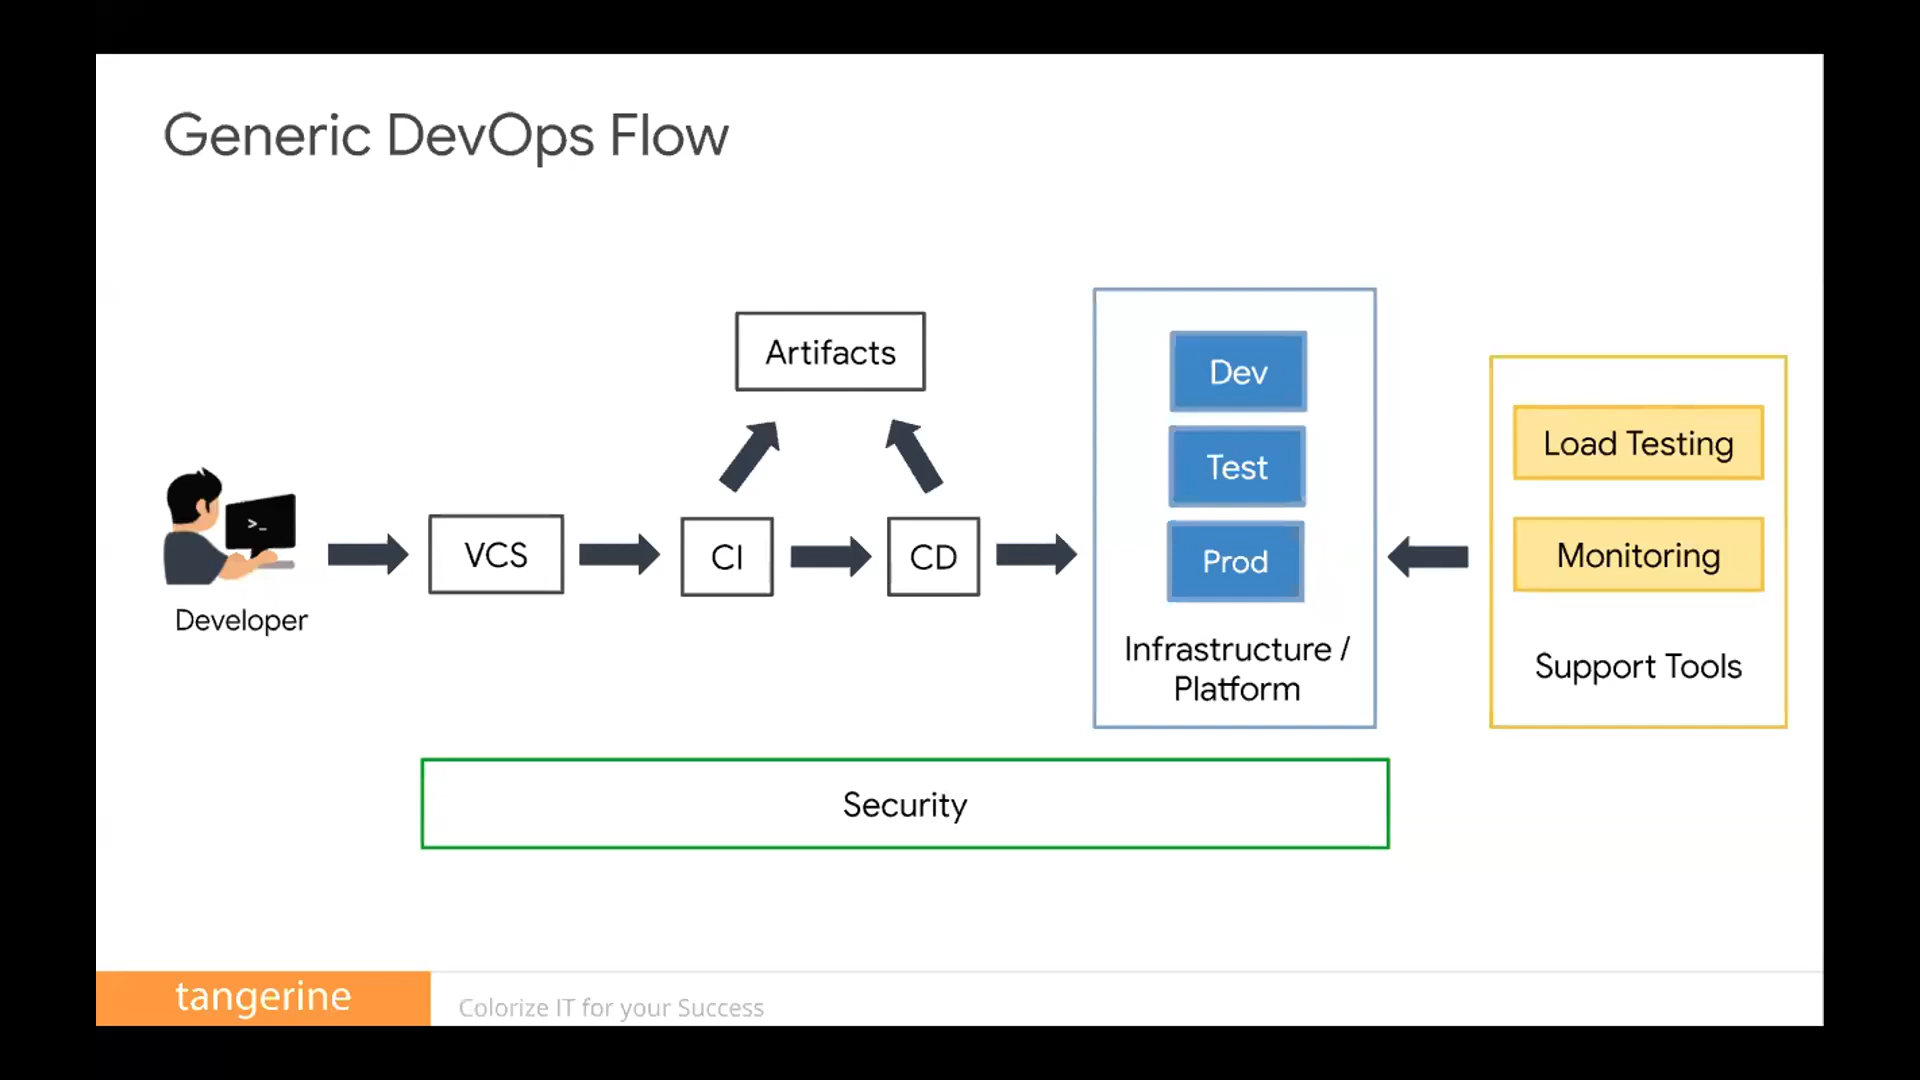 Generic DevOps Flow
Artifacts
>_
Developer
VCS
CI
CD
Dev
Test
Prod
Infrastructure /
Platform
Load Testing
Monitoring
Support Tools
Security
tangerine
Colorize IT for your Success